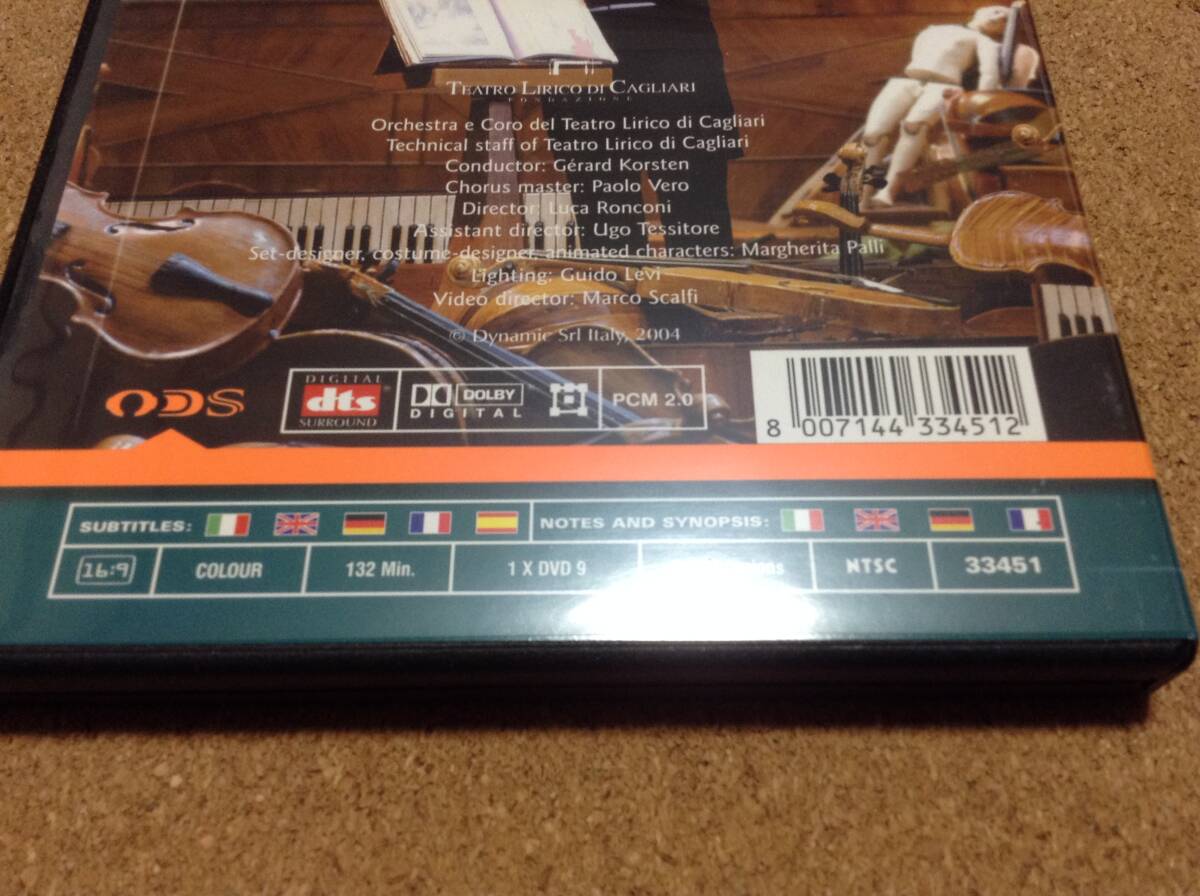 TEATRO LIRICO DI CAGLIARI
FONDAZIONE
Orchestra e Coro del Teatro Lirico di Cagliari
Technical staff of Teatro Lirico di Cagliari
Conductor: Gérard Korsten
Chorus master: Paolo Vero
Director: Luca Ronconi
Assistant director: Ugo Tessitore
Set-designer, costume-designer, animated characters: Margherita Palli
Lighting: Guido Levi
Video director: Marco Scalfi
© Dynamic Srl Italy, 2004
ODS
DIGITAL
dts
SURROUND
DOLBY
DIGITAL
PCM 2.0
8 007144 334512
SUBTITLES:
NOTES AND SYNOPSIS:
16:9
COLOUR
132 Min.
1 X DVD 9
NTSC
33451